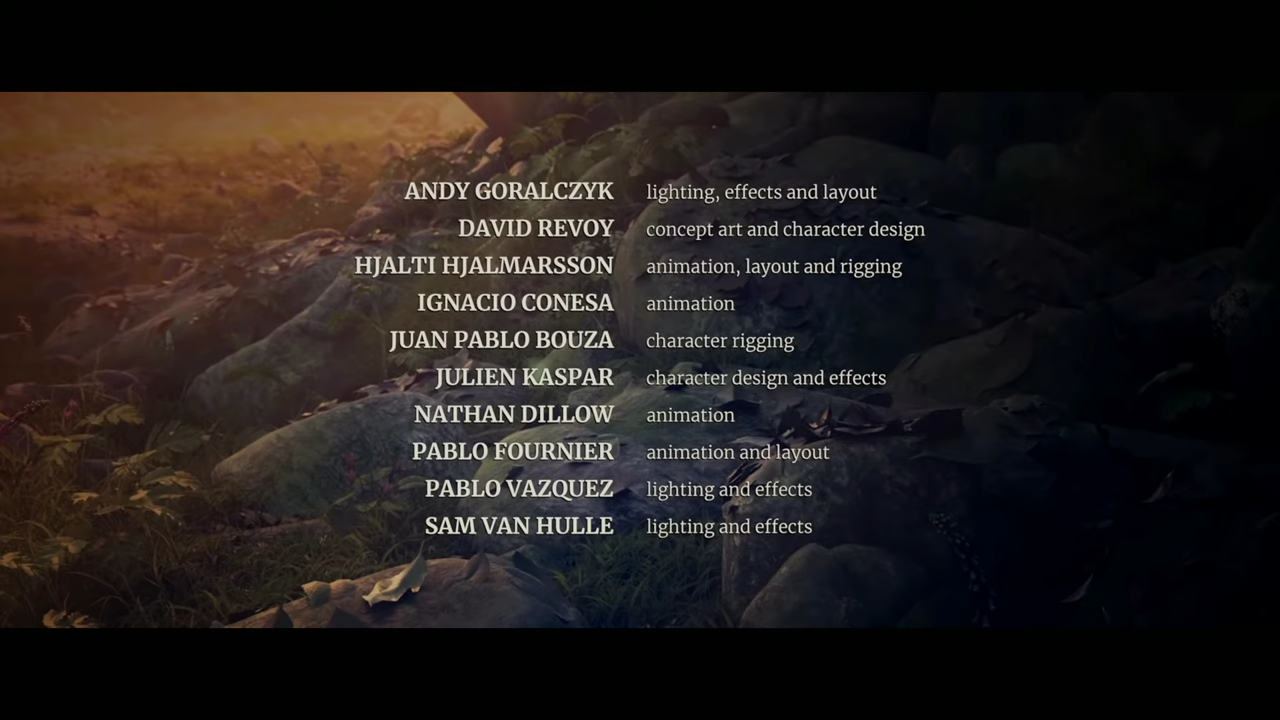 ANDY GORALCZYK lighting, effects and layout
DAVID REVOY concept art and character design
HJALTI HJALMARSSON animation, layout and rigging
IGNACIO CONESA animation
JUAN PABLO BOUZA character rigging
JULIEN KASPAR character design and effects
NATHAN DILLOW animation
PABLO FOURNIER animation and layout
PABLO VAZQUEZ lighting and effects
SAM VAN HULLE lighting and effects